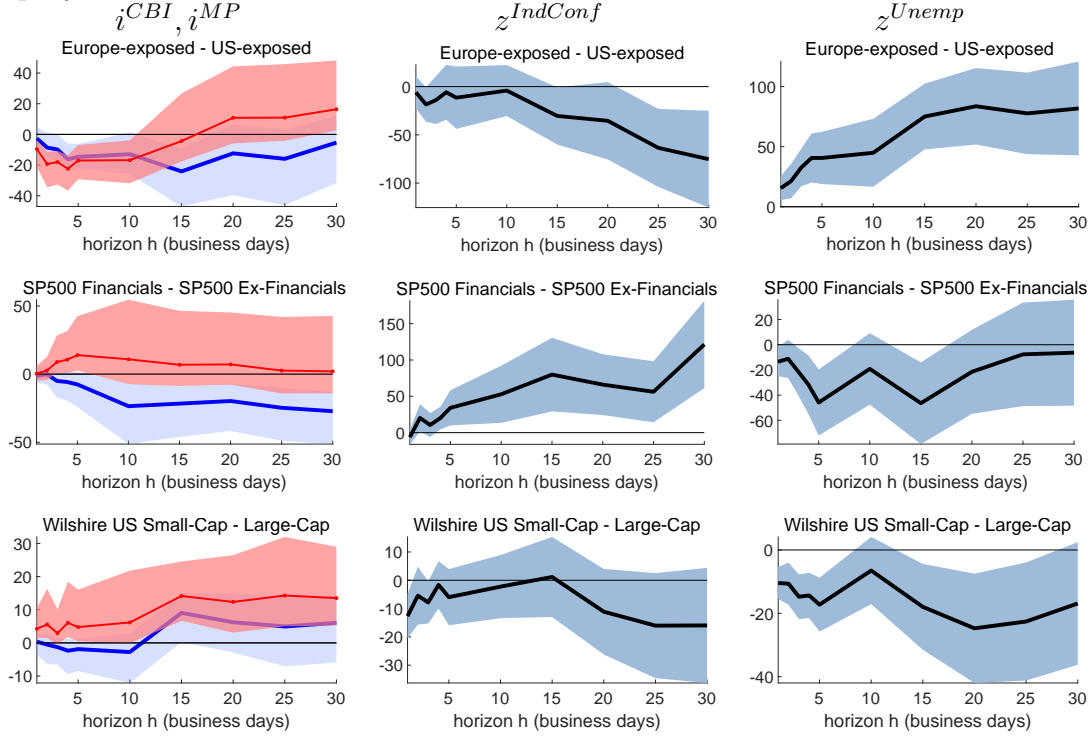 i^{CBI}, i^{MP} z^{IndConf} z^{Unemp}
Europe-exposed - US-exposed Europe-exposed - US-exposed Europe-exposed - US-exposed
40
20
0
-20
-40
5 10 15 20 25 30
horizon h (business days)
0
-50
-100
5 10 15 20 25 30
horizon h (business days)
100
50
0
5 10 15 20 25 30
horizon h (business days)
SP500 Financials - SP500 Ex-Financials SP500 Financials - SP500 Ex-Financials SP500 Financials - SP500 Ex-Financials
50
0
-50
5 10 15 20 25 30
horizon h (business days)
150
100
50
0
5 10 15 20 25 30
horizon h (business days)
20
0
-20
-40
-60
5 10 15 20 25 30
horizon h (business days)
Wilshire US Small-Cap - Large-Cap Wilshire US Small-Cap - Large-Cap Wilshire US Small-Cap - Large-Cap
30
20
10
0
-10
5 10 15 20 25 30
horizon h (business days)
10
0
-10
-20
-30
5 10 15 20 25 30
horizon h (business days)
0
-20
-40
5 10 15 20 25 30
horizon h (business days)